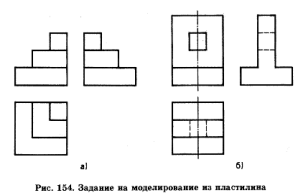 а) б)
Рис. 154. Задание на моделирование из пластилина